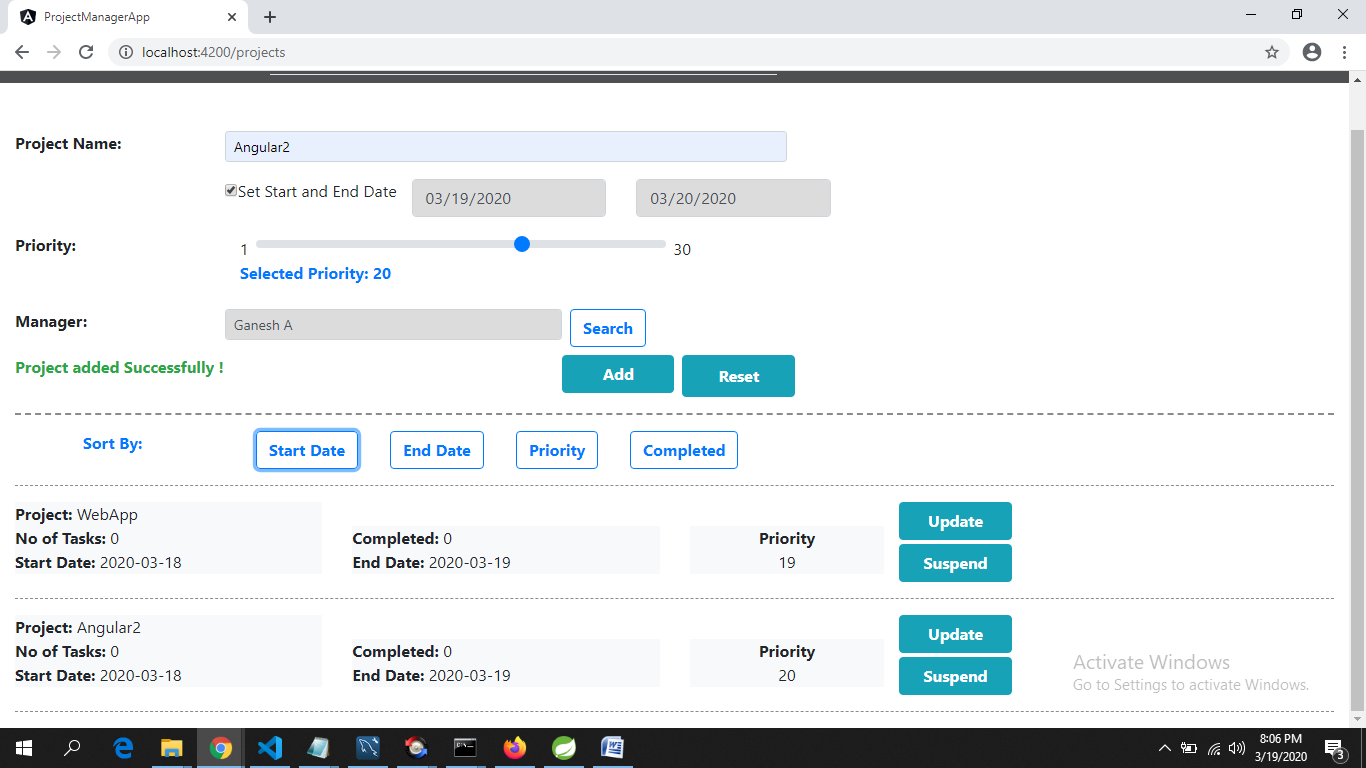 ProjectManagerApp
localhost:4200/projects
Project Name: Angular2
Set Start and End Date 03/19/2020 03/20/2020
Priority: 1 30
Selected Priority: 20
Manager: Ganesh A Search
Project added Successfully ! Add Reset
Sort By: Start Date End Date Priority Completed
Project: WebApp Update
No of Tasks: 0 Completed: 0 Priority
Start Date: 2020-03-18 End Date: 2020-03-19 19 Suspend
Project: Angular2 Update
No of Tasks: 0 Completed: 0 Priority
Start Date: 2020-03-18 End Date: 2020-03-19 20 Suspend
Activate Windows
Go to Settings to activate Windows.
8:06 PM
3/19/2020
3